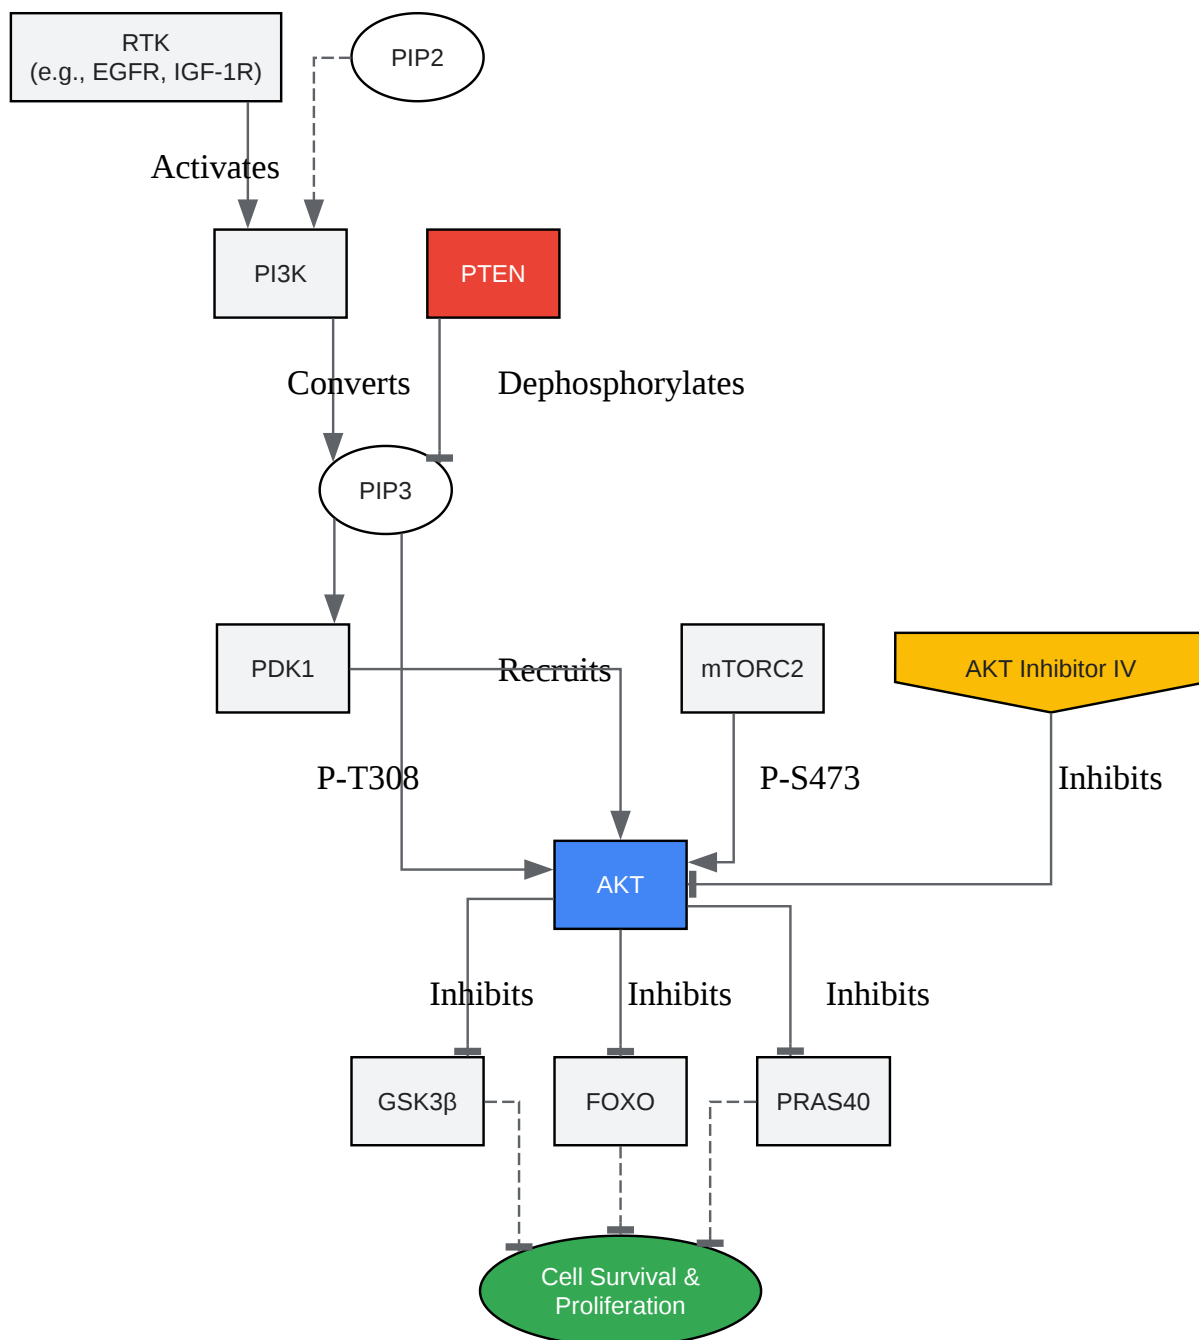 RTK
(e.g., EGFR, IGF-1R)
PIP2
Activates
PI3K
PTEN
Converts
Dephosphorylates
PIP3
PDK1
Recruits
mTORC2
AKT Inhibitor IV
P-T308
P-S473
Inhibits
AKT
Inhibits
Inhibits
Inhibits
GSK3β
FOXO
PRAS40
Cell Survival &
Proliferation